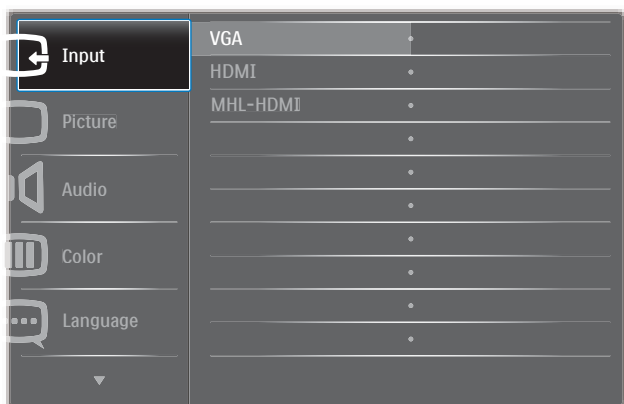 Input
Picture
Audio
Color
Language
VGA
HDMI
MHL-HDMI